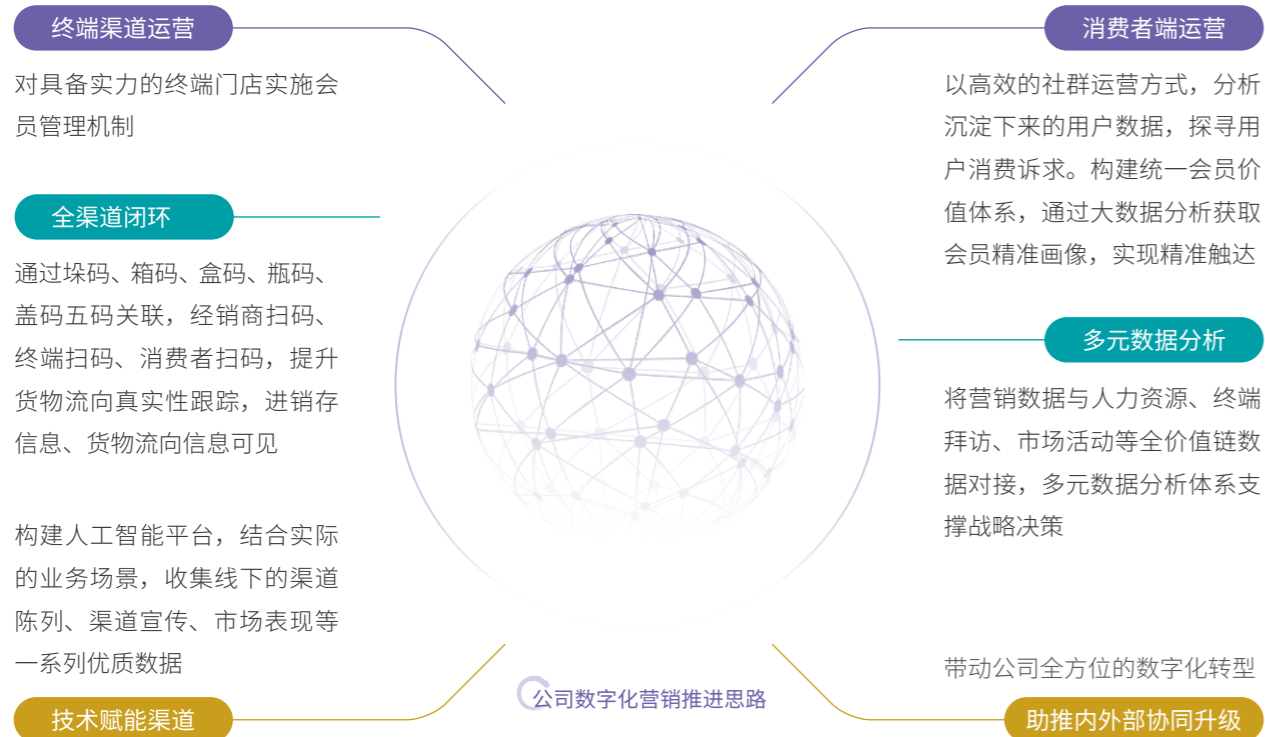 终端渠道运营
对具备实力的终端门店实施会
员管理机制
全渠道闭环
通过垛码、箱码、盒码、瓶码、
盖码五码关联，经销商扫码、
终端扫码、消费者扫码，提升
货物流向真实性跟踪，进销存
信息、货物流向信息可见
构建人工智能平台，结合实际
的业务场景，收集线下的渠道
陈列、渠道宣传、市场表现等
一系列优质数据
技术赋能渠道
公司数字化营销推进思路
消费者端运营
以高效的社群运营方式，分析
沉淀下来的用户数据，探寻用
户消费诉求。构建统一会员价
值体系，通过大数据分析获取
会员精准画像，实现精准触达
多元数据分析
将营销数据与人力资源、终端
拜访、市场活动等全价值链数
据对接，多元数据分析体系支
撑战略决策
带动公司全方位的数字化转型
助推内外部协同升级